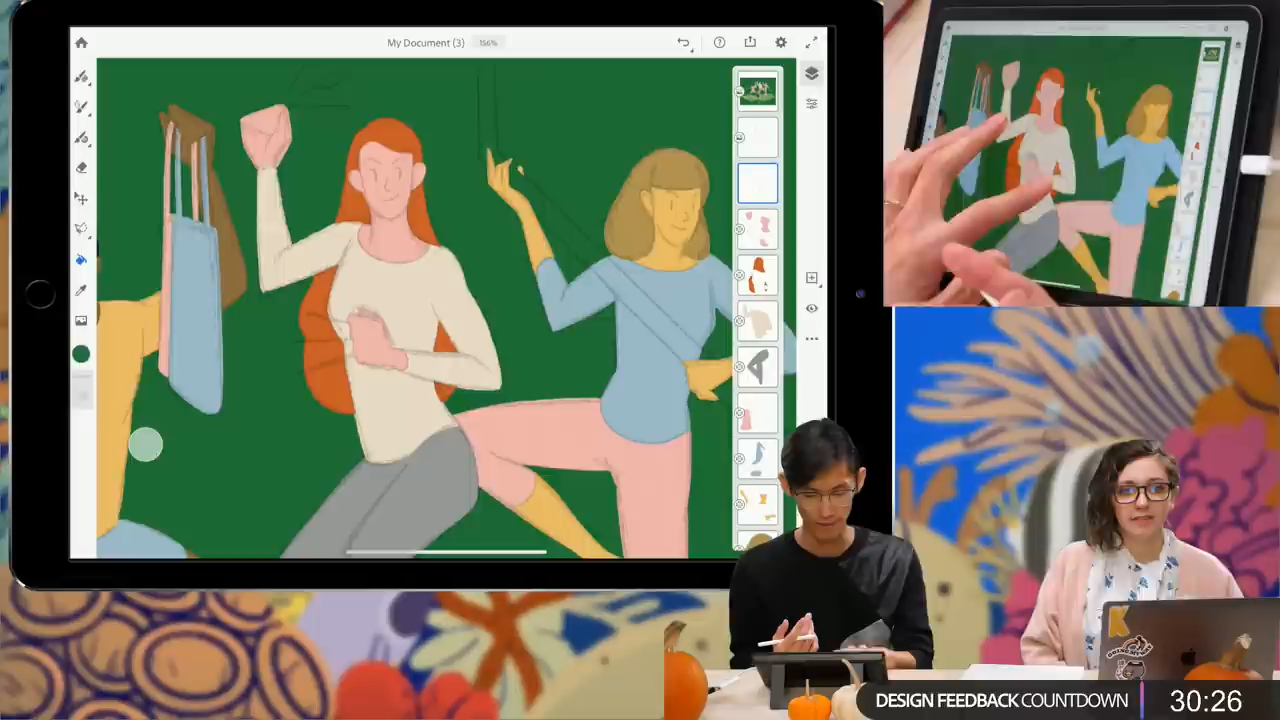 My Document (3)
156%
K
DESIGN FEEDBACK COUNTDOWN
30:26